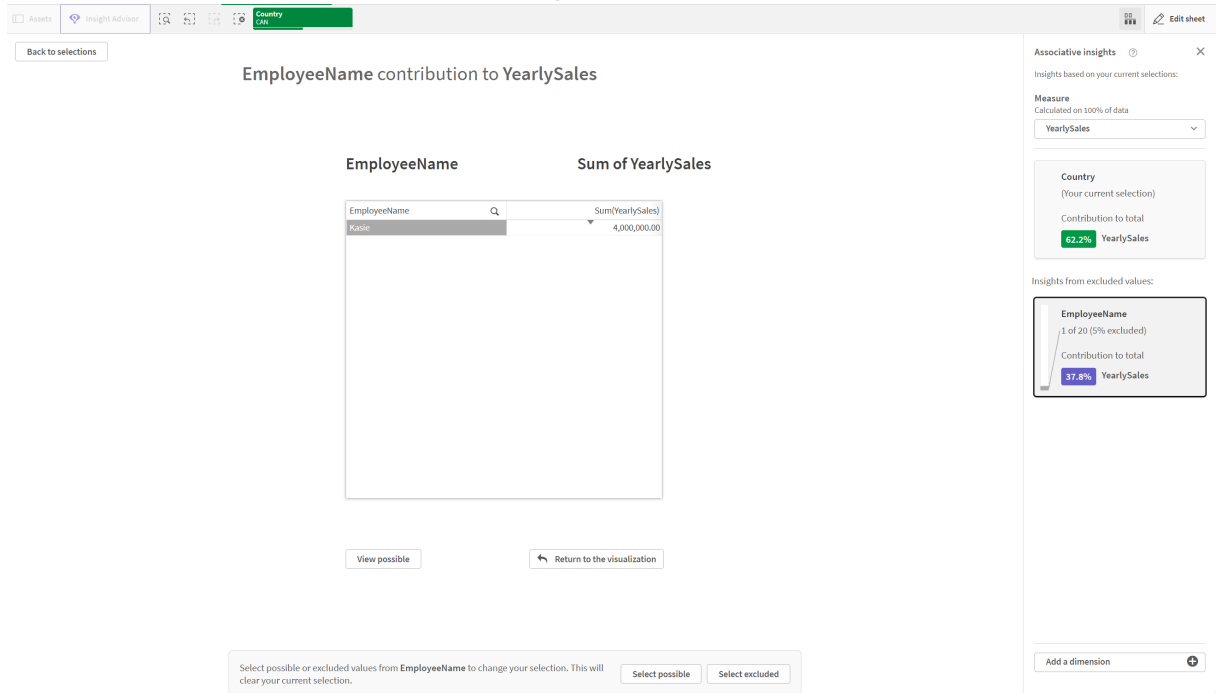 Assets
Insight Advisor
Country
CAN
Edit sheet
Back to selections
EmployeeName contribution to YearlySales
EmployeeName
Sum of YearlySales
EmployeeName
Sum(YearlySales)
Kasie
4,000,000.00
View possible
Return to the visualization
Select possible or excluded values from EmployeeName to change your selection. This will
clear your current selection.
Select possible
Select excluded
Associative insights
Insights based on your current selections:
Measure
Calculated on 100% of data
YearlySales
Country
(Your current selection)
Contribution to total
62.2% YearlySales
Insights from excluded values:
EmployeeName
1 of 20 (5% excluded)
Contribution to total
37.8% YearlySales
Add a dimension